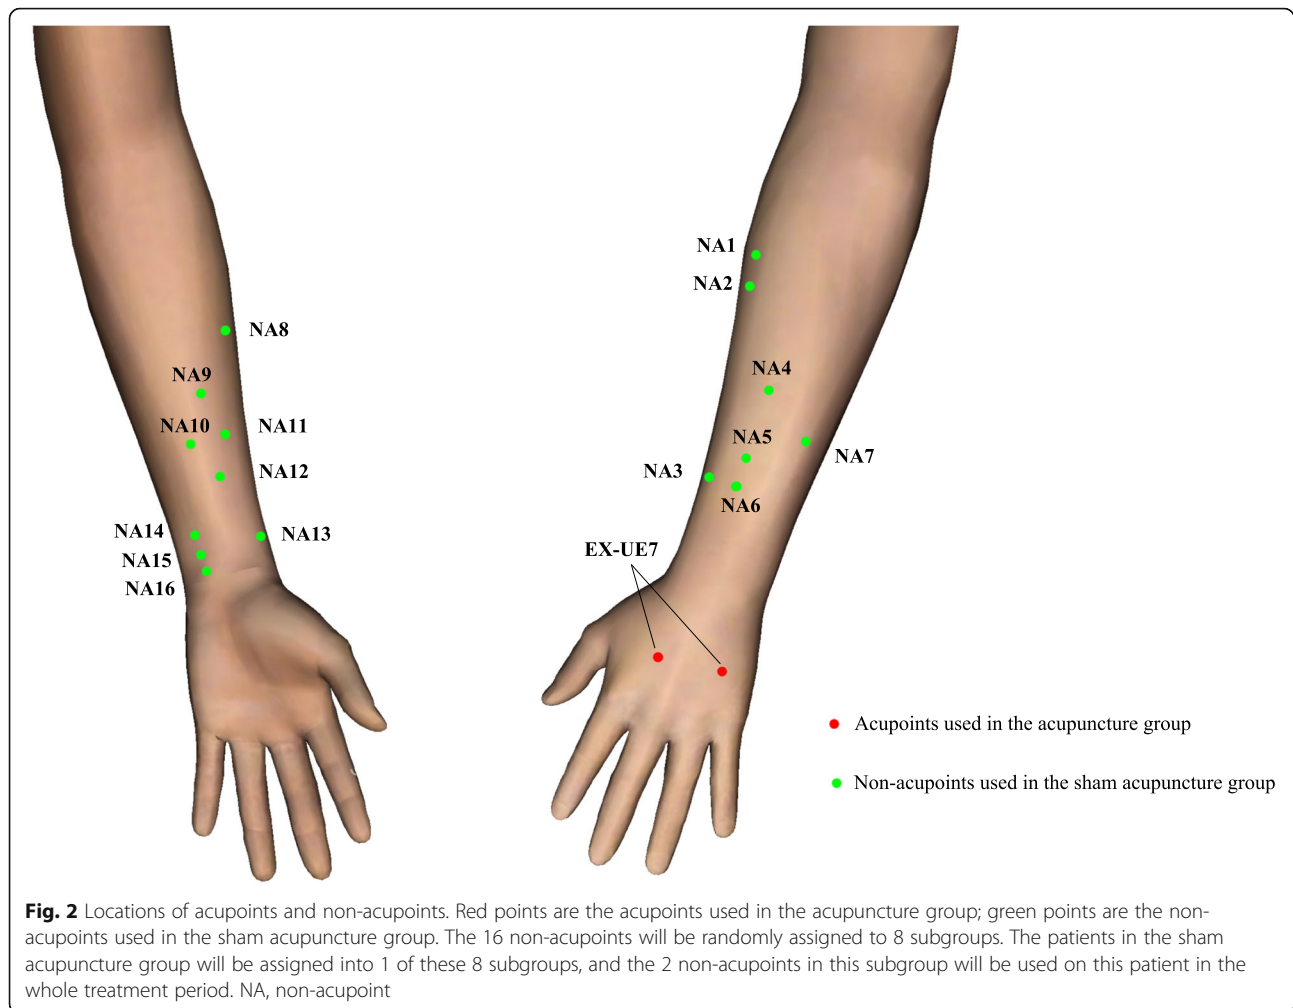 NA1
NA2
NA8
NA4
NA9
NA10
NA11
NA5
NA7
NA3
NA12
NA6
NA14
NA13
NA15
EX-UE7
NA16
Acupoints used in the acupuncture group
Non-acupoints used in the sham acupuncture group
Fig. 2 Locations of acupoints and non-acupoints. Red points are the acupoints used in the acupuncture group; green points are the non-
acupoints used in the sham acupuncture group. The 16 non-acupoints will be randomly assigned to 8 subgroups. The patients in the sham
acupuncture group will be assigned into 1 of these 8 subgroups, and the 2 non-acupoints in this subgroup will be used on this patient in the
whole treatment period. NA, non-acupoint